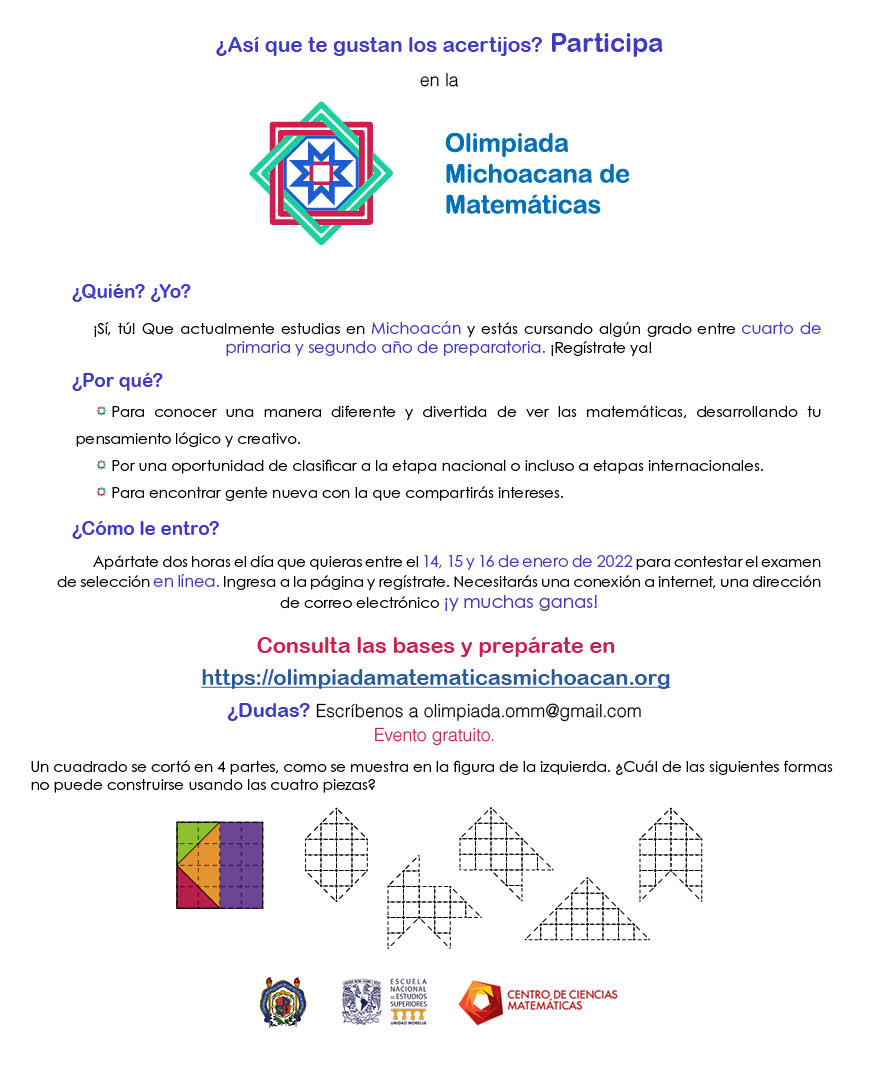 ¿Así que te gustan los acertijos? Participa
en la
Olimpiada
Michoacana de
Matemáticas
¿Quién? ¿Yo?
¡Sí, tú! Que actualmente estudias en Michoacán y estás cursando algún grado entre cuarto de
primaria y segundo año de preparatoria. ¡Regístrate ya!
¿Por qué?
Para conocer una manera diferente y divertida de ver las matemáticas, desarrollando tu
pensamiento lógico y creativo.
Por una oportunidad de clasificar a la etapa nacional o incluso a etapas internacionales.
Para encontrar gente nueva con la que compartirás intereses.
¿Cómo le entro?
Apártate dos horas el día que quieras entre el 14, 15 y 16 de enero de 2022 para contestar el examen
de selección en línea. Ingresa a la página y regístrate. Necesitarás una conexión a internet, una dirección
de correo electrónico ¡y muchas ganas!
Consulta las bases y prepárate en
https://olimpiadamatematicasmichoacan.org
¿Dudas? Escríbenos a olimpiada.omm@gmail.com
Evento gratuito.
Un cuadrado se cortó en 4 partes, como se muestra en la figura de la izquierda. ¿Cuál de las siguientes formas
no puede construirse usando las cuatro piezas?
ESCUELA
NACIONAL
DE ESTUDIOS
SUPERIORES
UNIDAD MORELIA
CENTRO DE CIENCIAS
MATEMÁTICAS